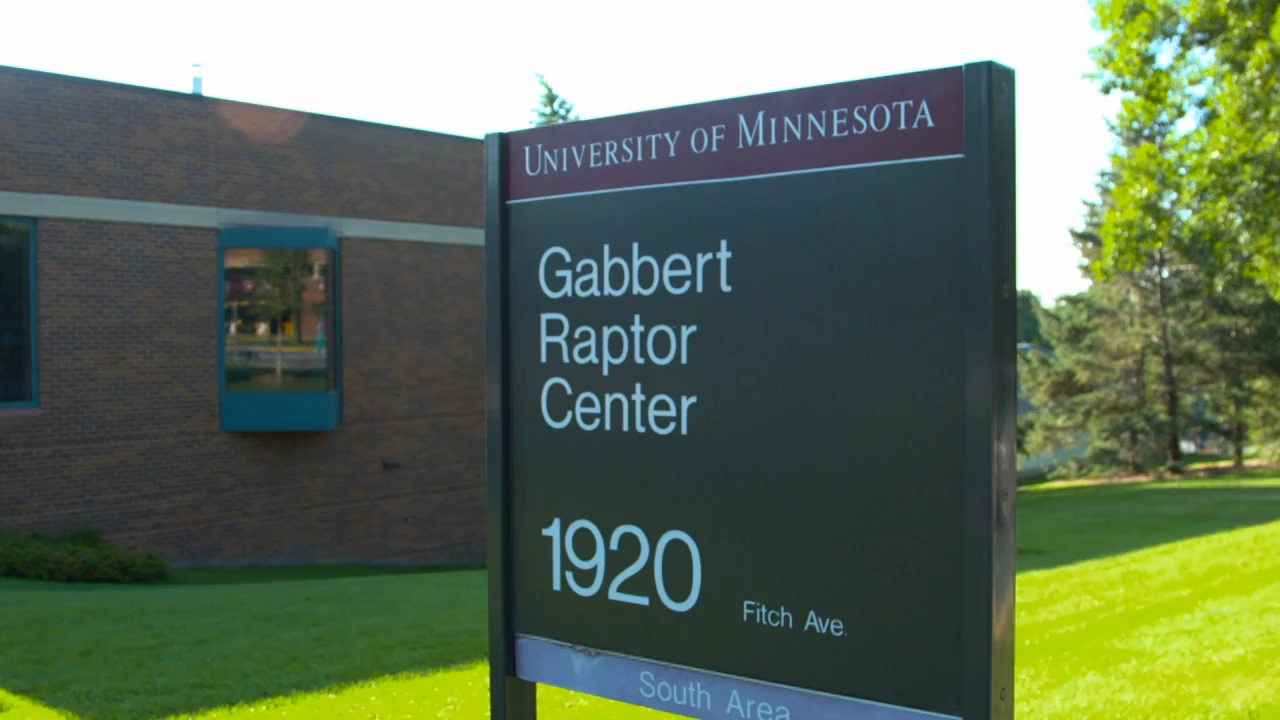 UNIVERSITY OF MINNESOTA
Gabbert
Raptor
Center
1920 Fitch Ave.
South Area